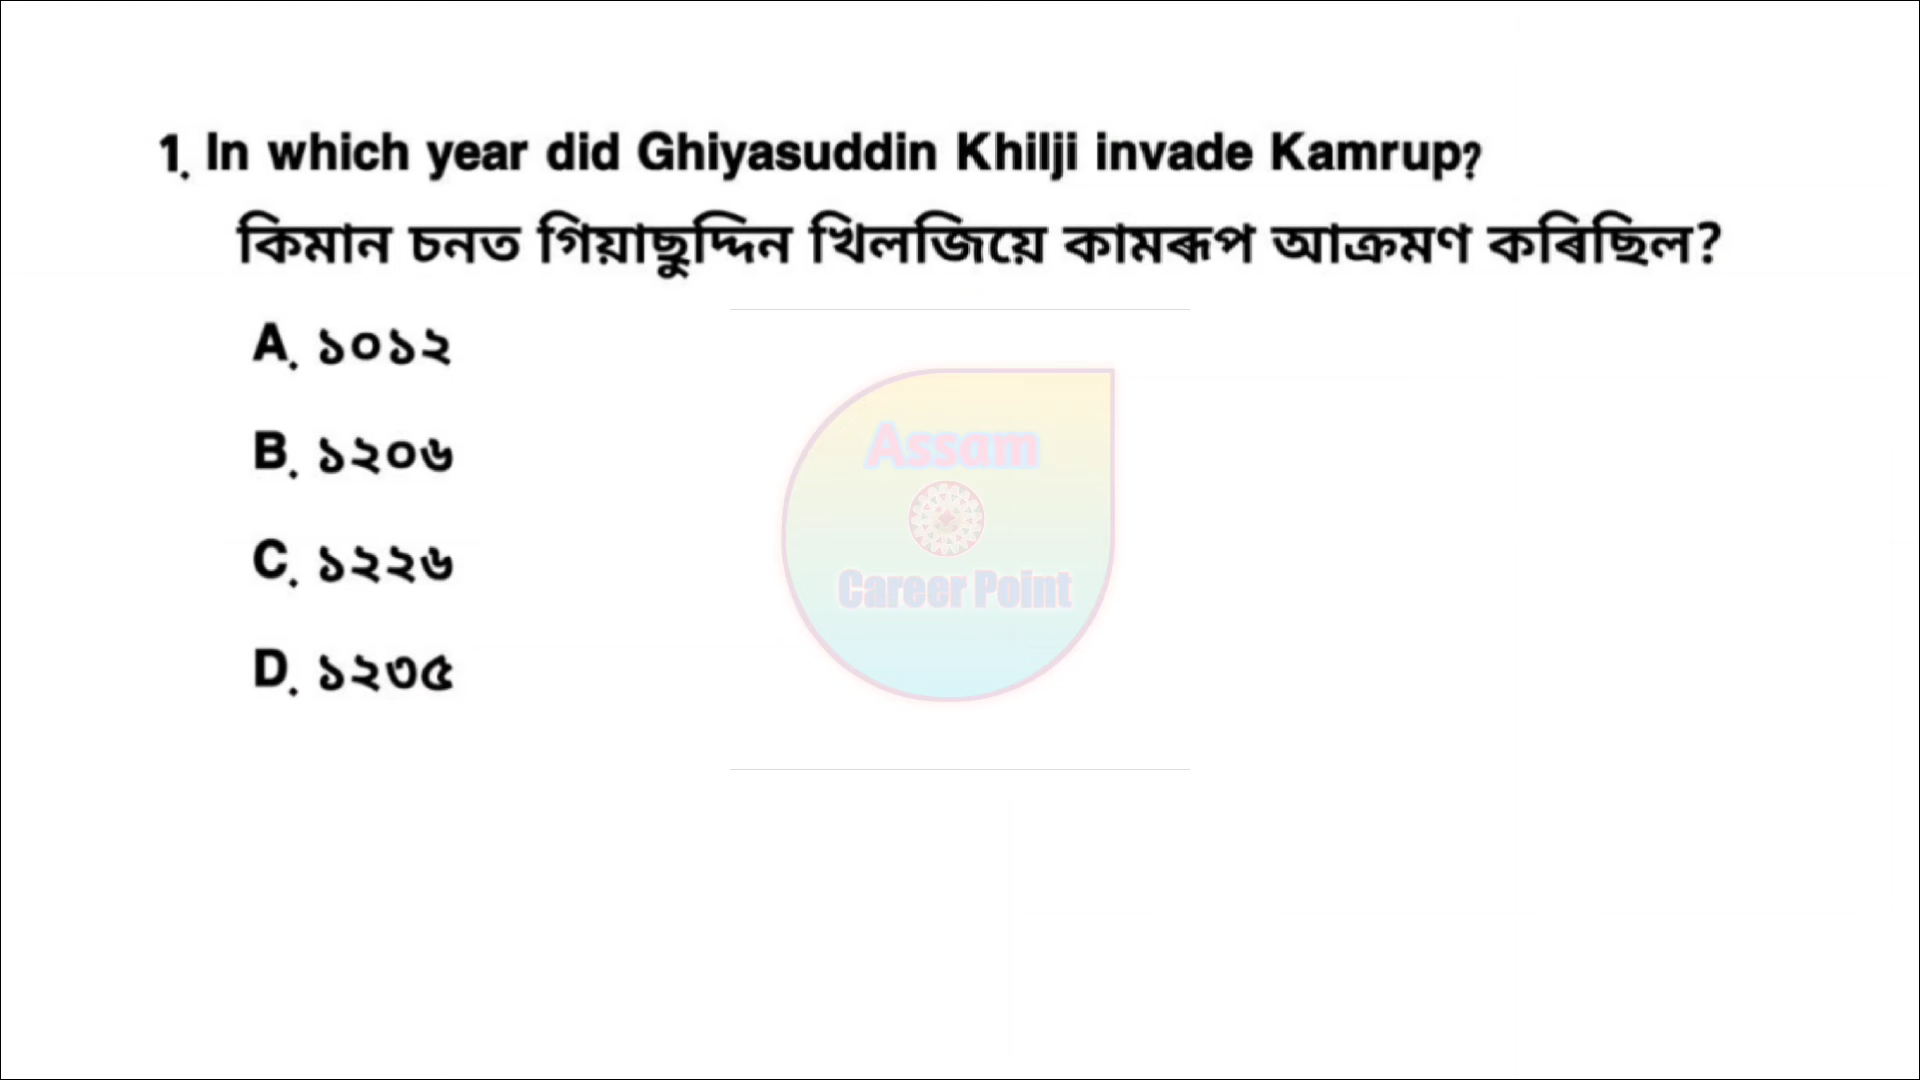 1. In which year did Ghiyasuddin Khilji invade Kamrup?
কিমান চনত গিয়াছুদ্দিন খিলজিয়ে কামৰূপ আক্ৰমণ কৰিছিল?
A. ১০১২
B. ১২০৬
C. ১২২৬
D. ১২৩৫
Assam
Career Point